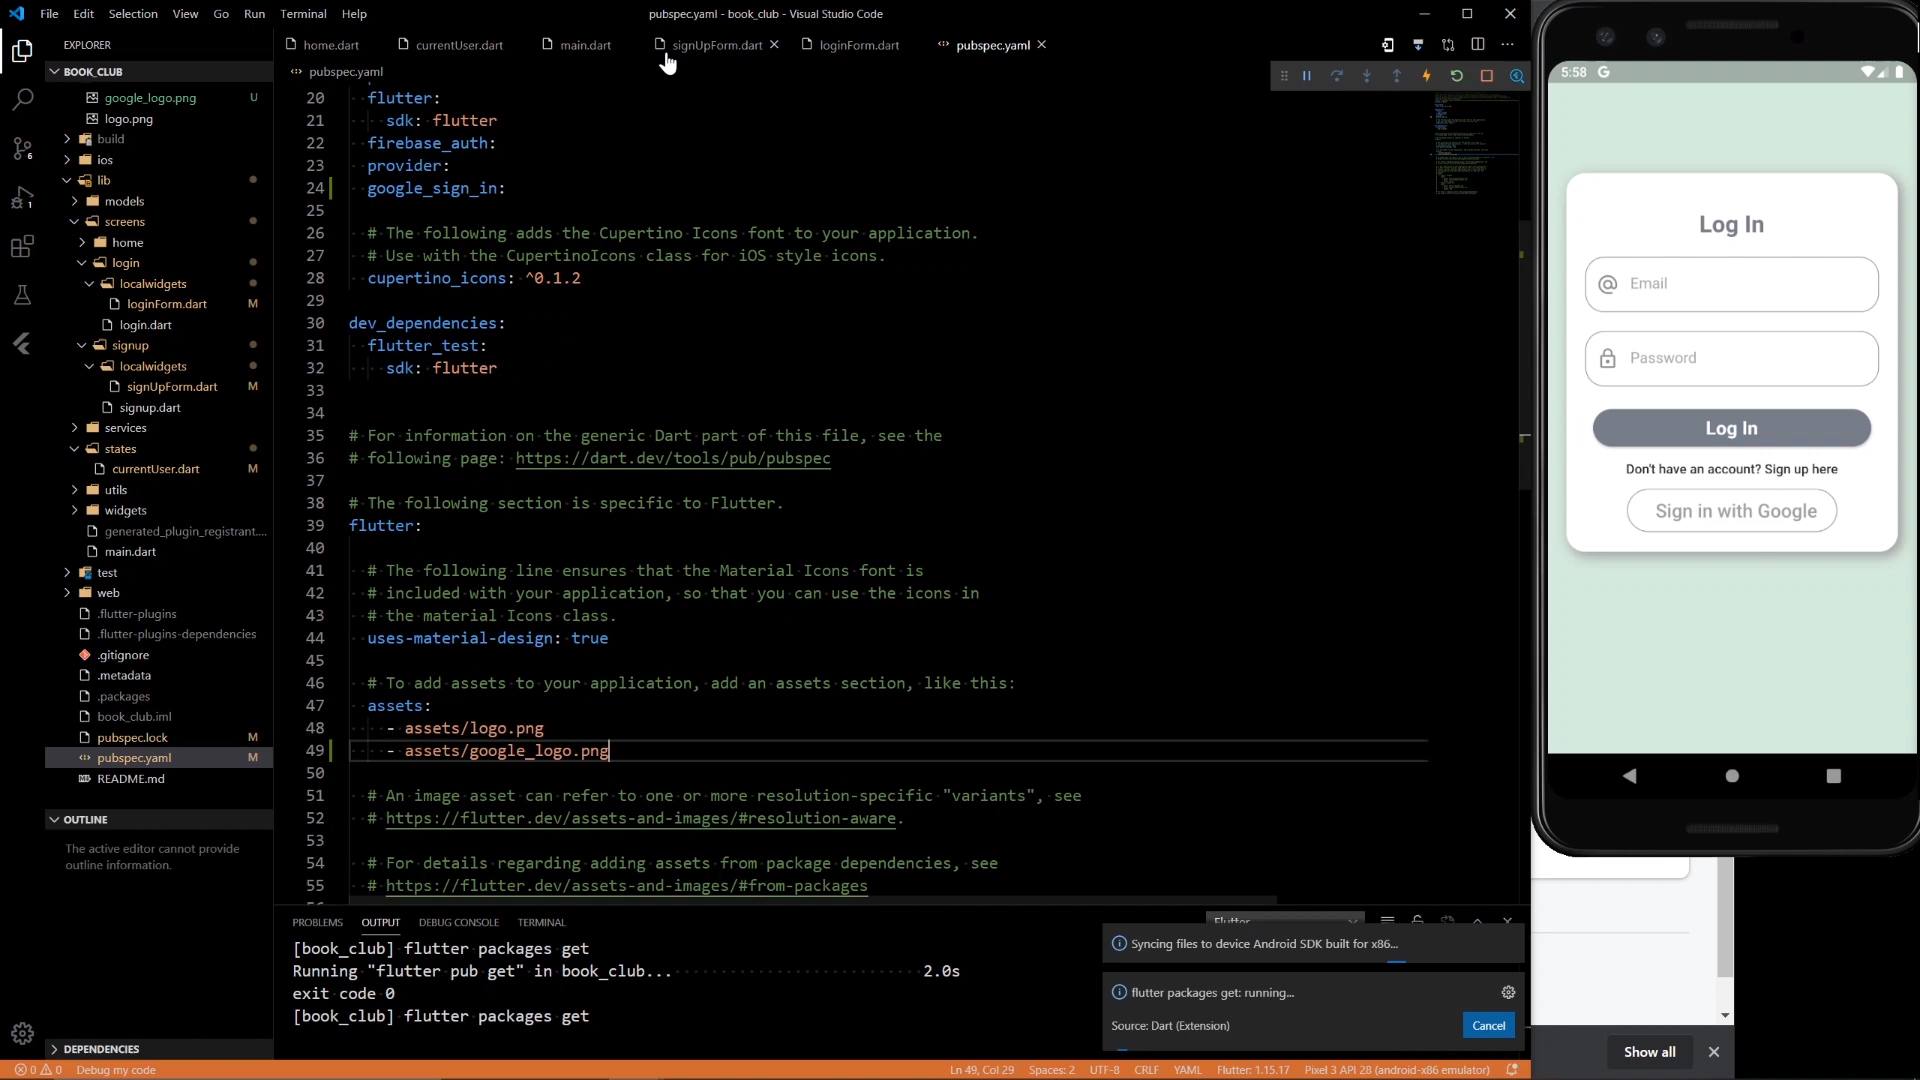 File Edit Selection View Go Run Terminal Help
pubspec.yaml - book_club - Visual Studio Code
EXPLORER
home.dart currentUser.dart main.dart signUpForm.dart loginForm.dart pubspec.yaml
BOOK_CLUB
pubspec.yaml
google_logo.png U
logo.png
build
ios
lib
models
screens
home
login
localwidgets
loginForm.dart M
login.dart
signup
localwidgets
signUpForm.dart M
signup.dart
services
states
currentUser.dart M
utils
widgets
generated_plugin_registrant....
main.dart
test
web
.flutter-plugins
.flutter-plugins-dependencies
.gitignore
.metadata
.packages
book_club.iml
pubspec.lock M
pubspec.yaml M
README.md
OUTLINE
The active editor cannot provide
outline information.
DEPENDENCIES
6
1
20 flutter:
21 sdk: flutter
22 firebase_auth:
23 provider:
24 google_sign_in:
25
26 # The following adds the Cupertino Icons font to your application.
27 # Use with the CupertinoIcons class for iOS style icons.
28 cupertino_icons: ^0.1.2
29
30 dev_dependencies:
31 flutter_test:
32 sdk: flutter
33
34
35 # For information on the generic Dart part of this file, see the
36 # following page: https://dart.dev/tools/pub/pubspec
37
38 # The following section is specific to Flutter.
39 flutter:
40
41 # The following line ensures that the Material Icons font is
42 # included with your application, so that you can use the icons in
43 # the material Icons class.
44 uses-material-design: true
45
46 # To add assets to your application, add an assets section, like this:
47 assets:
48 - assets/logo.png
49 - assets/google_logo.png
50
51 # An image asset can refer to one or more resolution-specific "variants", see
52 # https://flutter.dev/assets-and-images/#resolution-aware.
53
54 # For details regarding adding assets from package dependencies, see
55 # https://flutter.dev/assets-and-images/#from-packages
PROBLEMS OUTPUT DEBUG CONSOLE TERMINAL
Flutter
[book_club] flutter packages get
Running "flutter pub get" in book_club... 2.0s
exit code 0
[book_club] flutter packages get
Syncing files to device Android SDK built for x86...
flutter packages get: running...
Source: Dart (Extension)
Cancel
0 0 Debug my code
Ln 49, Col 29 Spaces: 2 UTF-8 CRLF YAML Flutter: 1.15.17 Pixel 3 API 28 (android-x86 emulator)
5:58 G
Log In
@ Email
Password
Log In
Don't have an account? Sign up here
Sign in with Google
Show all